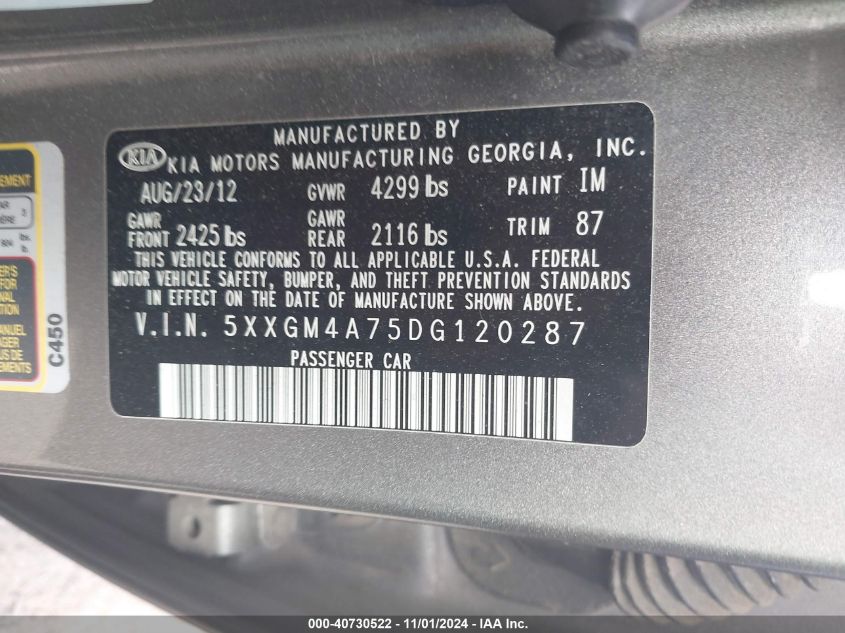 MANUFACTURED BY
KIA KIA MOTORS MANUFACTURING GEORGIA, INC.
AUG/23/12 GVWR 4299 lbs PAINT IM
GAWR FRONT 2425 lbs GAWR REAR 2116 lbs TRIM 87
THIS VEHICLE CONFORMS TO ALL APPLICABLE U.S.A. FEDERAL
MOTOR VEHICLE SAFETY, BUMPER, AND THEFT PREVENTION STANDARDS
IN EFFECT ON THE DATE OF MANUFACTURE SHOWN ABOVE.
V.I.N. 5XXGM4A75DG120287
PASSENGER CAR
C450
000-40730522 - 11/01/2024 - IAA Inc.